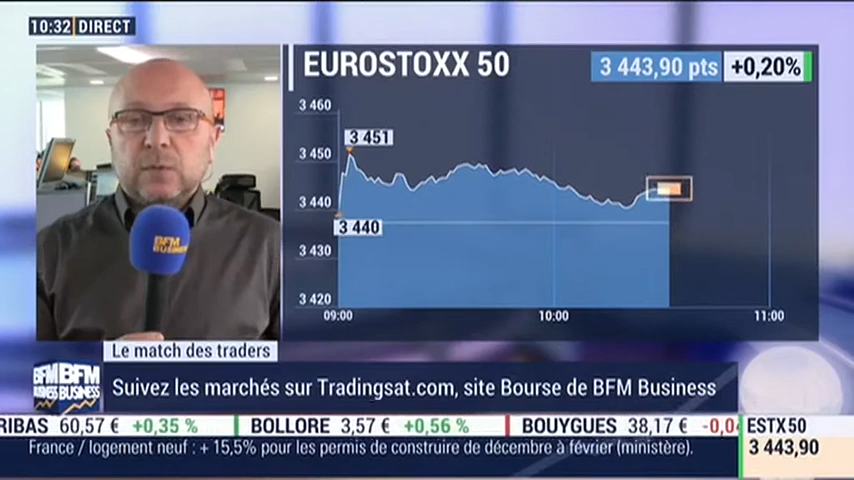 10:32 DIRECT
EUROSTOXX 50
3 443,90 pts
+0,20%
3 460
3 450
3 440
3 430
3 420
3 451
3 440
09:00
10:00
11:00
BFM
BUSINESS
Le match des traders
BFM BFM
BUSINESS BUSINESS
Suivez les marchés sur Tradingsat.com, site Bourse de BFM Business
RIBAS 60,57 € +0,35 % BOLLORE 3,57 € +0,56 % BOUYGUES 38,17 € -0,04
ESTX50
3 443,90
France / logement neuf : + 15,5% pour les permis de construire de décembre à février (ministère).